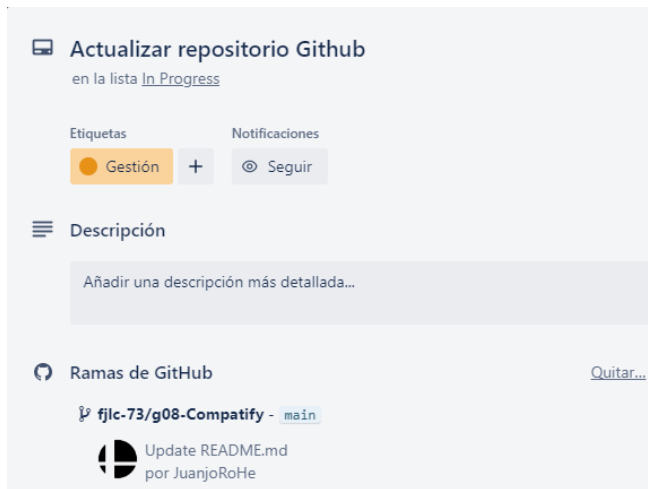 Actualizar repositorio Github
en la lista In Progress
Etiquetas
Notificaciones
Gestión
+
Seguir
Descripción
Añadir una descripción más detallada...
Ramas de GitHub
Quitar...
fjlc-73/g08-Compatify - main
Update README.md
por JuanjoRoHe